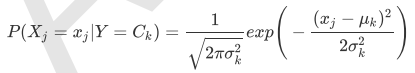 P(X_j = x_j|Y = C_k) = \frac{1}{\sqrt{2\pi\sigma_k^2}} exp\left( - \frac{(x_j - \mu_k)^2}{2\sigma_k^2} \right)